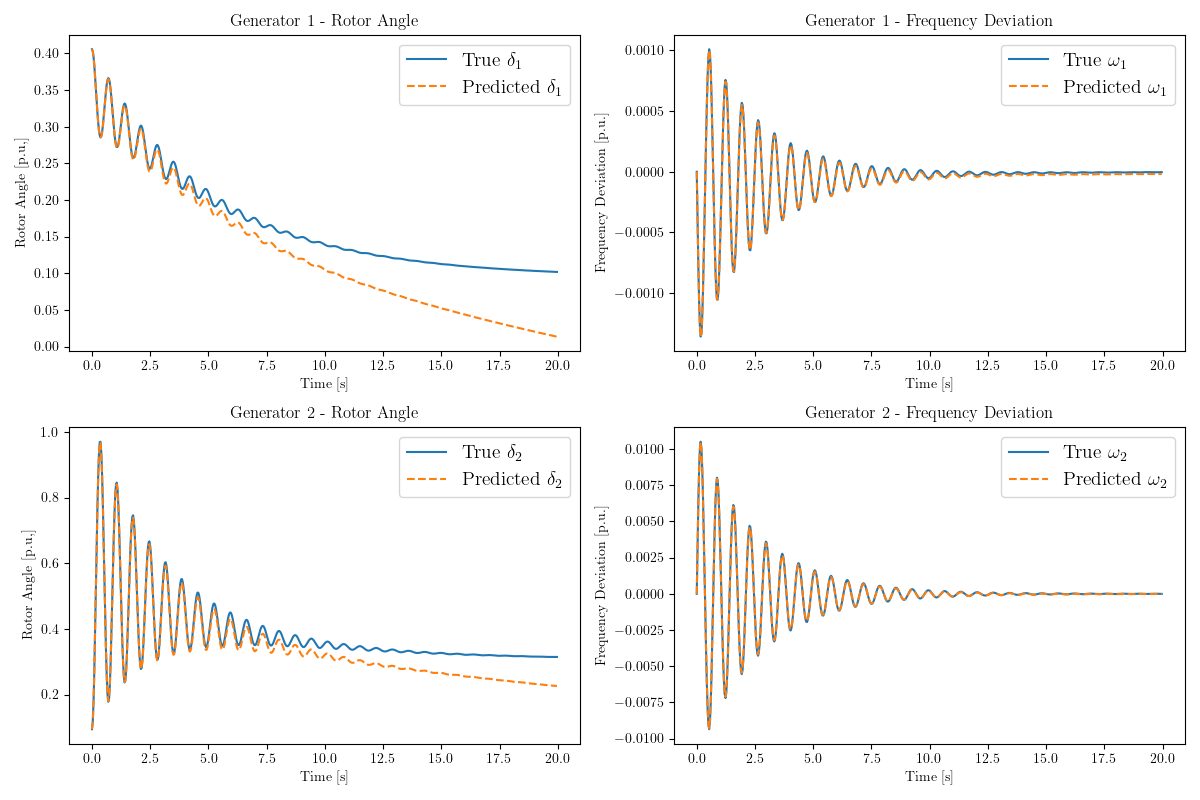 Generator 1 - Rotor Angle
0.40
0.35
0.30
0.25
0.20
0.15
0.10
0.05
0.00
Rotor Angle [p.u.]
True δ₁
Predicted δ₁
0.0 2.5 5.0 7.5 10.0 12.5 15.0 17.5 20.0
Time [s]
Generator 1 - Frequency Deviation
0.0010
0.0005
0.0000
−0.0005
−0.0010
Frequency Deviation [p.u.]
True ω₁
Predicted ω₁
0.0 2.5 5.0 7.5 10.0 12.5 15.0 17.5 20.0
Time [s]
Generator 2 - Rotor Angle
1.0
0.8
0.6
0.4
0.2
Rotor Angle [p.u.]
True δ₂
Predicted δ₂
0.0 2.5 5.0 7.5 10.0 12.5 15.0 17.5 20.0
Time [s]
Generator 2 - Frequency Deviation
0.0100
0.0075
0.0050
0.0025
0.0000
−0.0025
−0.0050
−0.0075
−0.0100
Frequency Deviation [p.u.]
True ω₂
Predicted ω₂
0.0 2.5 5.0 7.5 10.0 12.5 15.0 17.5 20.0
Time [s]